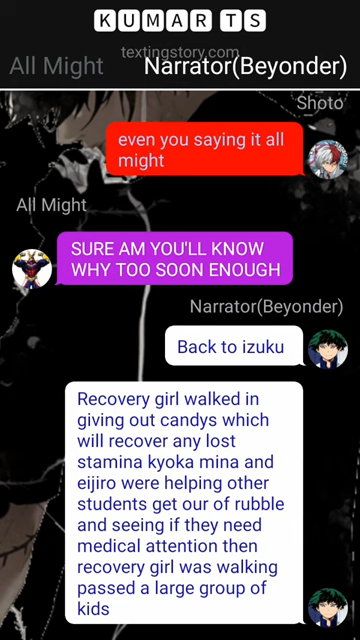 KUMAR TS
textingstory.com
All Might Narrator(Beyonder)
Shoto
even you saying it all
might
All Might
SURE AM YOU'LL KNOW
WHY TOO SOON ENOUGH
Narrator(Beyonder)
Back to izuku
Recovery girl walked in
giving out candys which
will recover any lost
stamina kyoka mina and
eijiro were helping other
students get our of rubble
and seeing if they need
medical attention then
recovery girl was walking
passed a large group of
kids